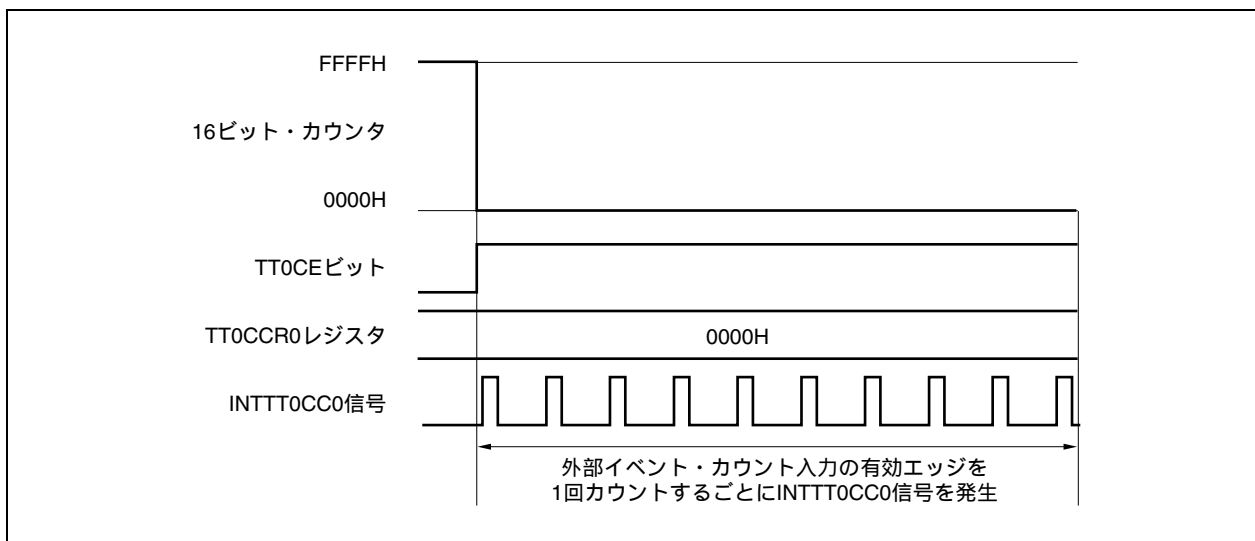 FFFFH
16ビット・カウンタ
0000H
TT0CEビット
TT0CCR0レジスタ
0000H
INTTT0CC0信号
外部イベント・カウント入力の有効エッジを
1回カウントするごとにINTTT0CC0信号を発生